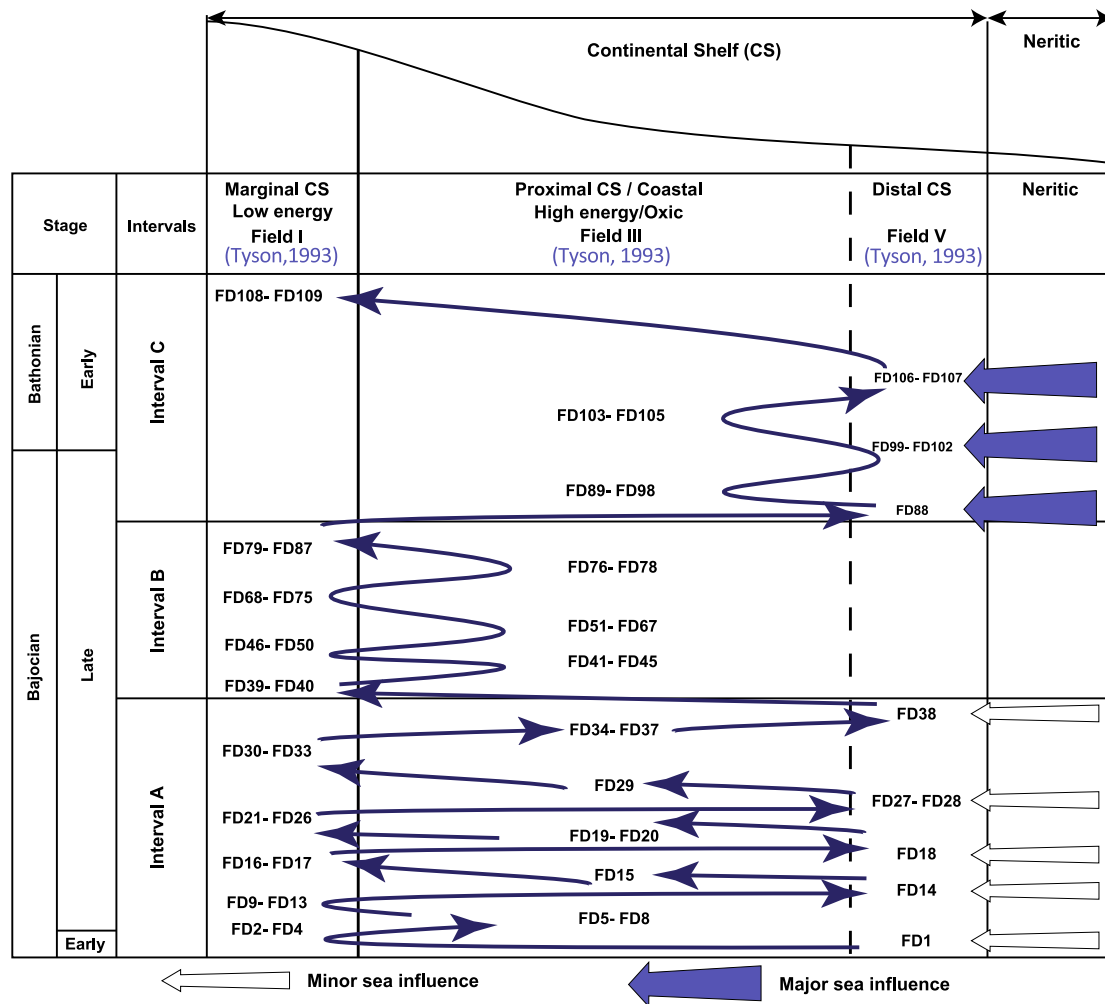 Continental Shelf (CS)
Neritic
Stage
Intervals
Marginal CS
Low energy
Field I
(Tyson,1993)
Proximal CS / Coastal
High energy/Oxic
Field III
(Tyson, 1993)
Distal CS
Field V
(Tyson, 1993)
Neritic
Bathonian
Early
Interval C
FD108- FD109
FD106- FD107
FD103- FD105
FD99- FD102
FD89- FD98
FD88
Bajocian
Late
Interval B
FD79- FD87
FD76- FD78
FD68- FD75
FD51- FD67
FD46- FD50
FD41- FD45
FD39- FD40
Interval A
FD38
FD34- FD37
FD30- FD33
FD29
FD27- FD28
FD21- FD26
FD19- FD20
FD18
FD16- FD17
FD15
FD14
FD9- FD13
FD5- FD8
FD2- FD4
Early
FD1
Minor sea influence
Major sea influence